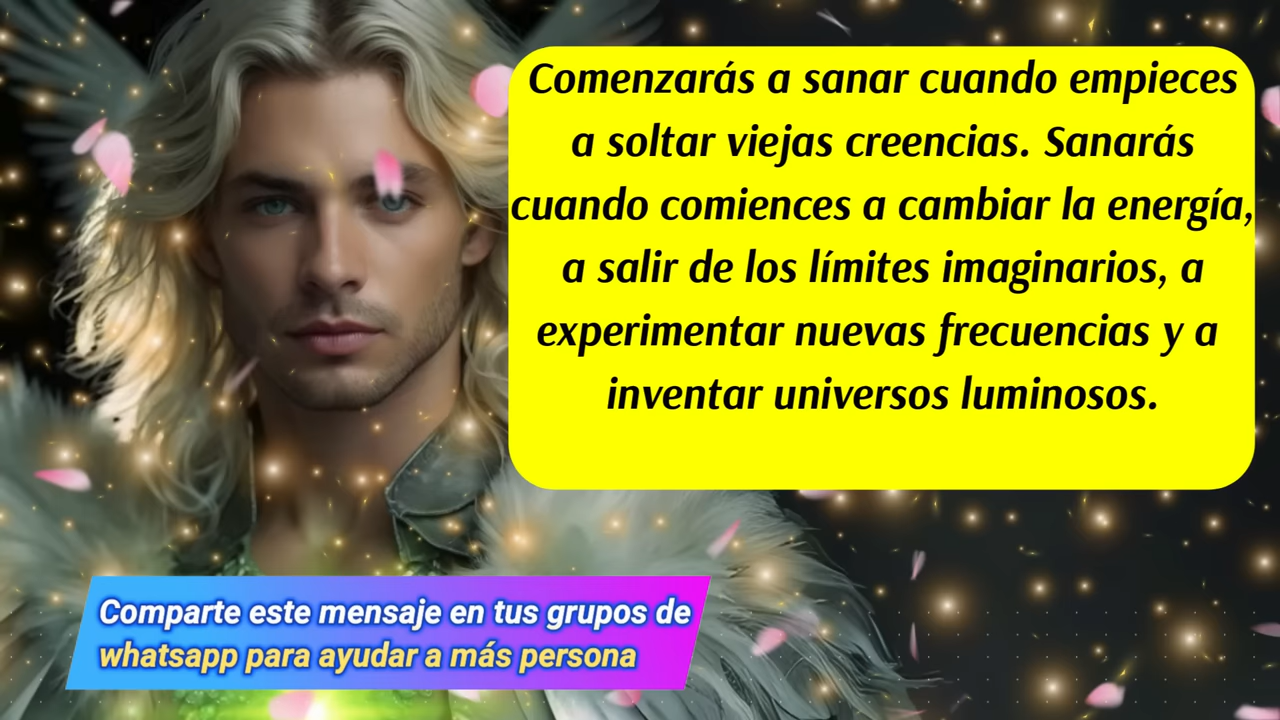 Comenzarás a sanar cuando empieces
a soltar viejas creencias. Sanarás
cuando comiences a cambiar la energía,
a salir de los límites imaginarios, a
experimentar nuevas frecuencias y a
inventar universos luminosos.
Comparte este mensaje en tus grupos de
whatsapp para ayudar a más persona